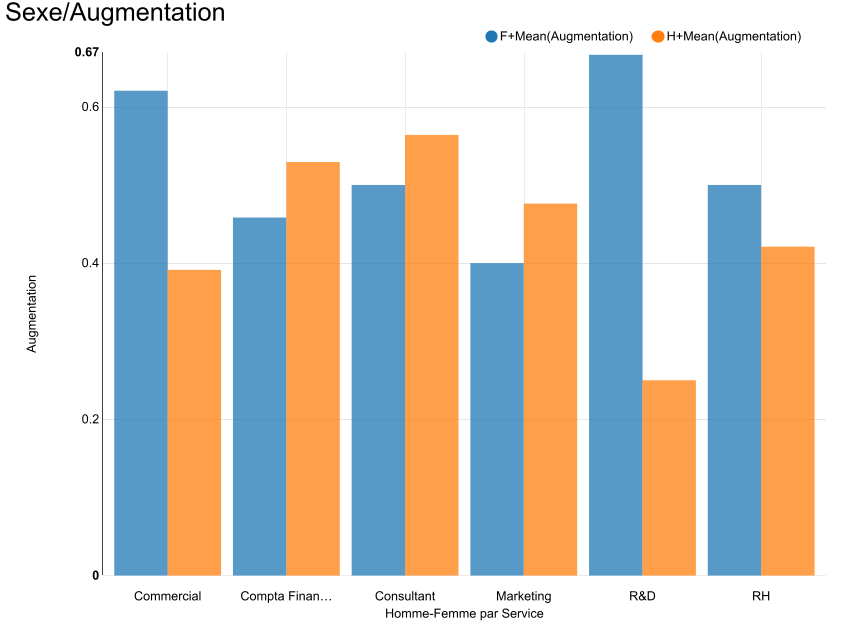 Sexe/Augmentation
F+Mean(Augmentation) H+Mean(Augmentation)
0.67
0.6
0.4
0.2
0
Augmentation
Commercial Compta Finan… Consultant Marketing R&D RH
Homme-Femme par Service